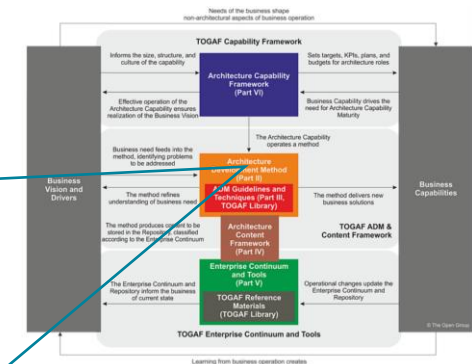 Needs of the business shape
non-architectural aspects of business operation
TOGAF Capability Framework
Informs the size, structure, and
culture of the capability
Sets targets, KPIs, plans, and
budgets for architecture roles
Architecture Capability
Framework
(Part VI)
Effective operation of the
Architecture Capability ensures
realization of the Business Vision
Business Capability drives the
need for Architecture Capability
Maturity
The Architecture Capability
operates a method
Business need feeds into the
method, identifying problems
to be addressed
Architecture
Development Method
(Part II)
Business
Vision and
Drivers
ADM Guidelines and
Techniques (Part III,
TOGAF Library)
Business
Capabilities
The method refines
understanding of business need
The method delivers new
business solutions
The method produces content to be
stored in the Repository, classified
according to the Enterprise Continuum
Architecture
Content
Framework
(Part IV)
TOGAF ADM &
Content Framework
Enterprise Continuum
and Tools
(Part V)
The Enterprise Continuum and
Repository inform the business
of current state
TOGAF Reference
Materials
(TOGAF Library)
Operational changes update the
Enterprise Continuum and
Repository
TOGAF Enterprise Continuum and Tools
© The Open Group
Learning from business operation creates